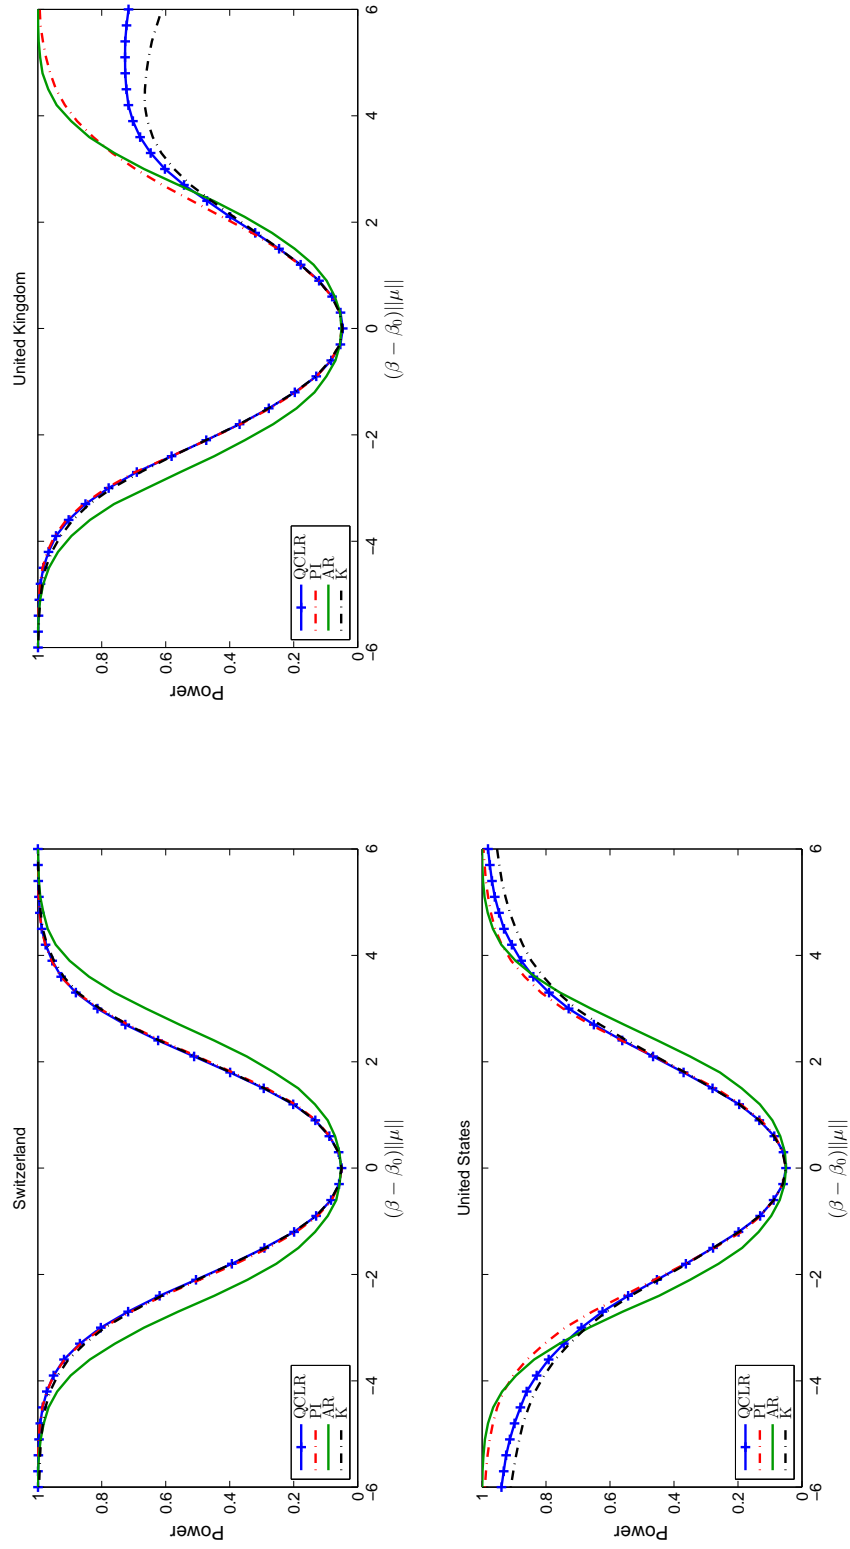 Switzerland
1
0.8
0.6
0.4
0.2
0
Power
−6
−4
−2
0
2
4
6
(β − β₀)||μ||
QCLR
PI
AR
K
United Kingdom
1
0.8
0.6
0.4
0.2
0
Power
−6
−4
−2
0
2
4
6
(β − β₀)||μ||
QCLR
PI
AR
K
United States
1
0.8
0.6
0.4
0.2
0
Power
−6
−4
−2
0
2
4
6
(β − β₀)||μ||
QCLR
PI
AR
K